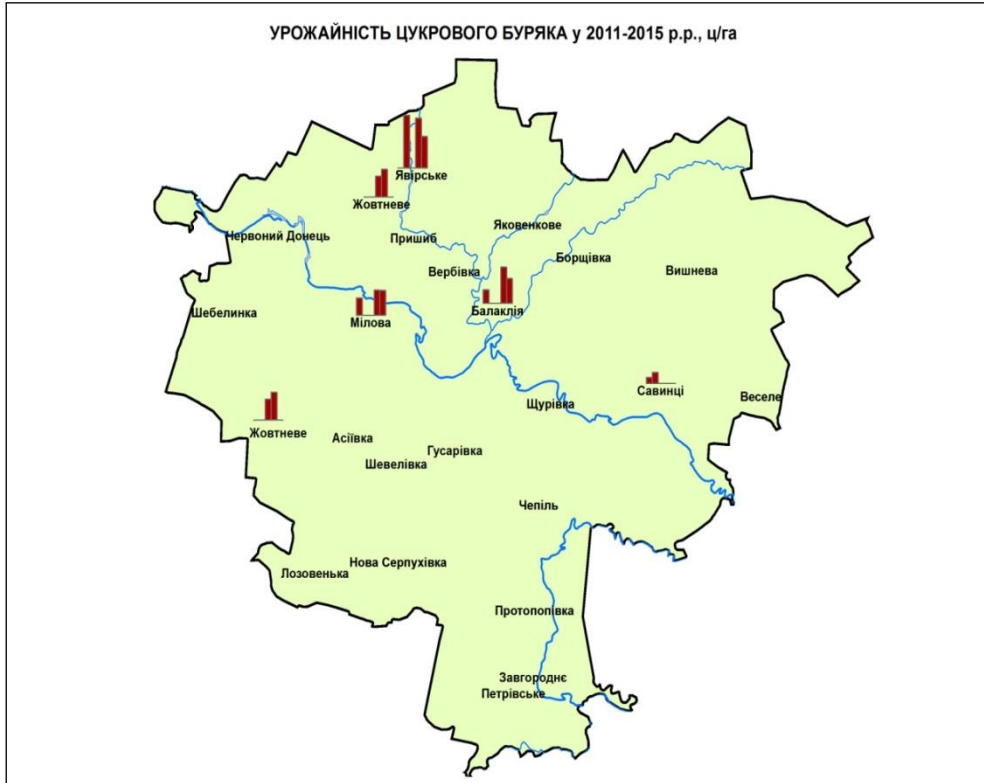 УРОЖАЙНІСТЬ ЦУКРОВОГО БУРЯКА у 2011-2015 р.р., ц/га
Явірське
Жовтневе
Яковенкове
Червоний Донець
Пришиб
Борщівка
Вербівка
Вишнева
Шебелинка
Балаклія
Мілова
Савинці
Веселе
Щурівка
Жовтневе
Асіївка
Гусарівка
Шевелівка
Чепіль
Нова Серпухівка
Лозовенька
Протопопівка
Завгороднє
Петрівське